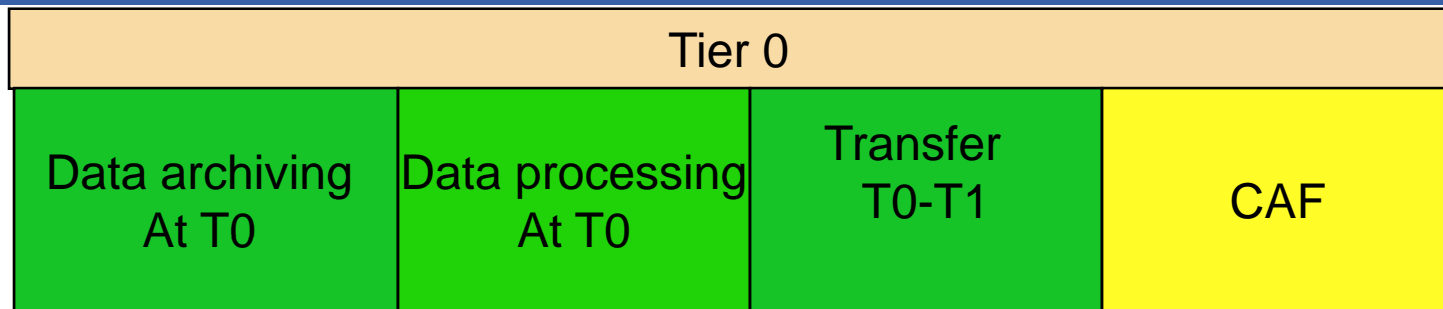 Tier 0
Data archiving
At T0
Data processing
At T0
Transfer
T0-T1
CAF